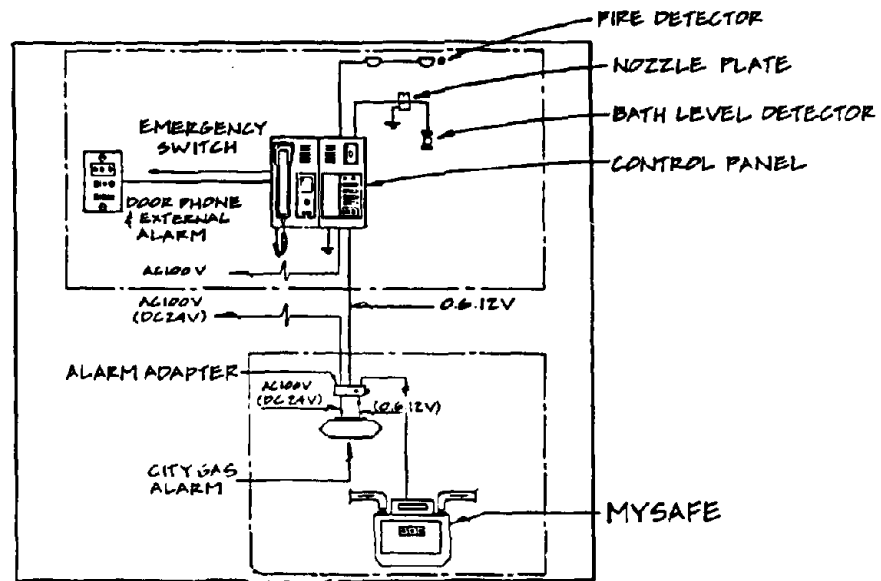 FIRE DETECTOR
NOZZLE PLATE
BATH LEVEL DETECTOR
EMERGENCY
SWITCH
CONTROL PANEL
DOOR PHONE
& EXTERNAL
ALARM
AC100V
AC100V
(DC24V)
0.6.12V
ALARM ADAPTER
AC100V
(DC24V)
(0.6.12V)
CITY GAS
ALARM
MYSAFE